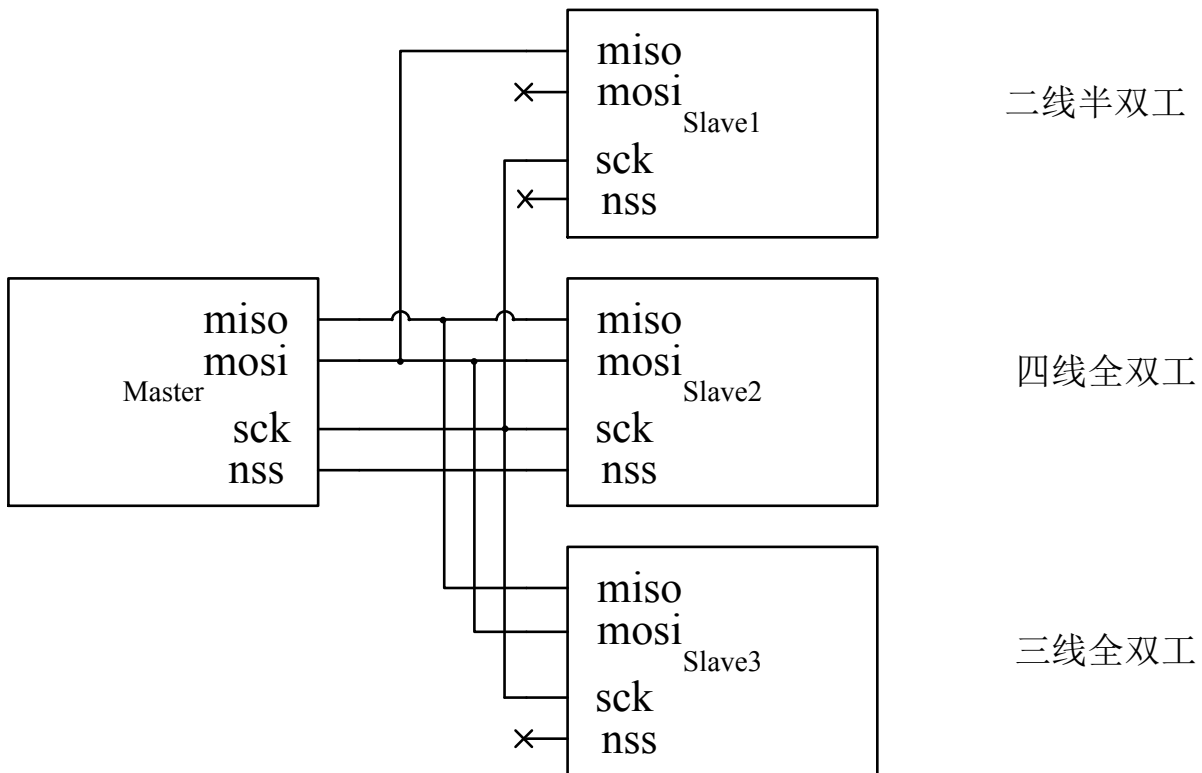 miso
mosi
Slave1
sck
nss
二线半双工
miso
mosi
Master
sck
nss
miso
mosi
Slave2
sck
nss
四线全双工
miso
mosi
Slave3
sck
nss
三线全双工